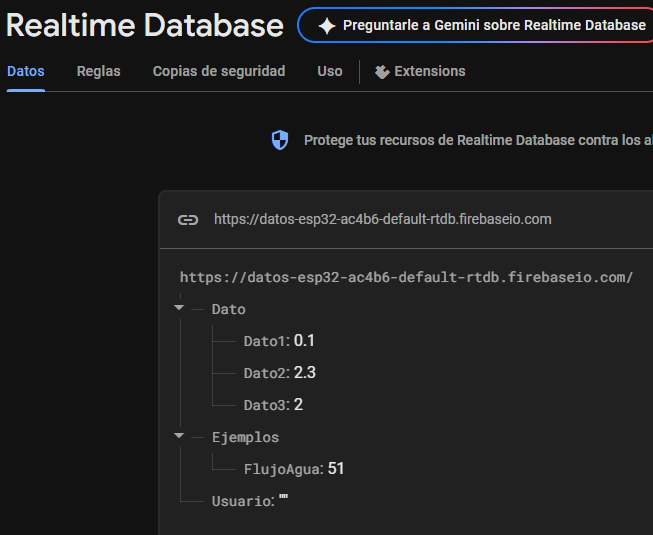 Realtime Database
Preguntarle a Gemini sobre Realtime Database
Datos Reglas Copias de seguridad Uso Extensions
Protege tus recursos de Realtime Database contra los
https://datos-esp32-ac4b6-default-rtdb.firebaseio.com
https://datos-esp32-ac4b6-default-rtdb.firebaseio.com/
Dato
Dato1: 0.1
Dato2: 2.3
Dato3: 2
Ejemplos
FlujoAgua: 51
Usuario: ""